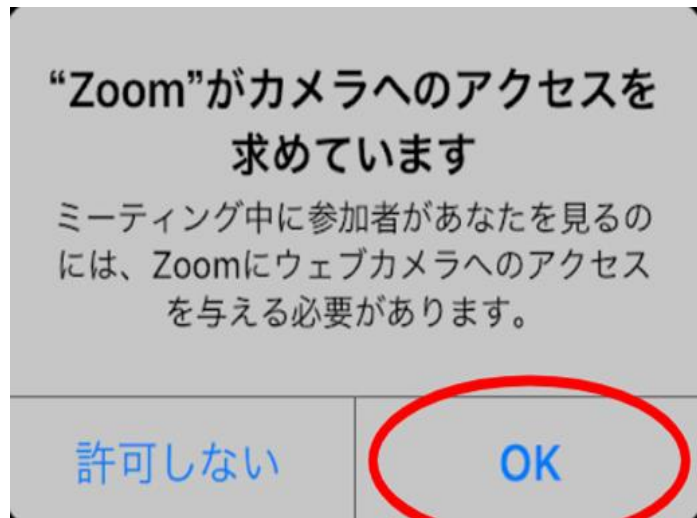 “Zoom”がカメラへのアクセスを
求めています
ミーティング中に参加者があなたを見るの
には、Zoomにウェブカメラへのアクセス
を与える必要があります。
許可しない
OK